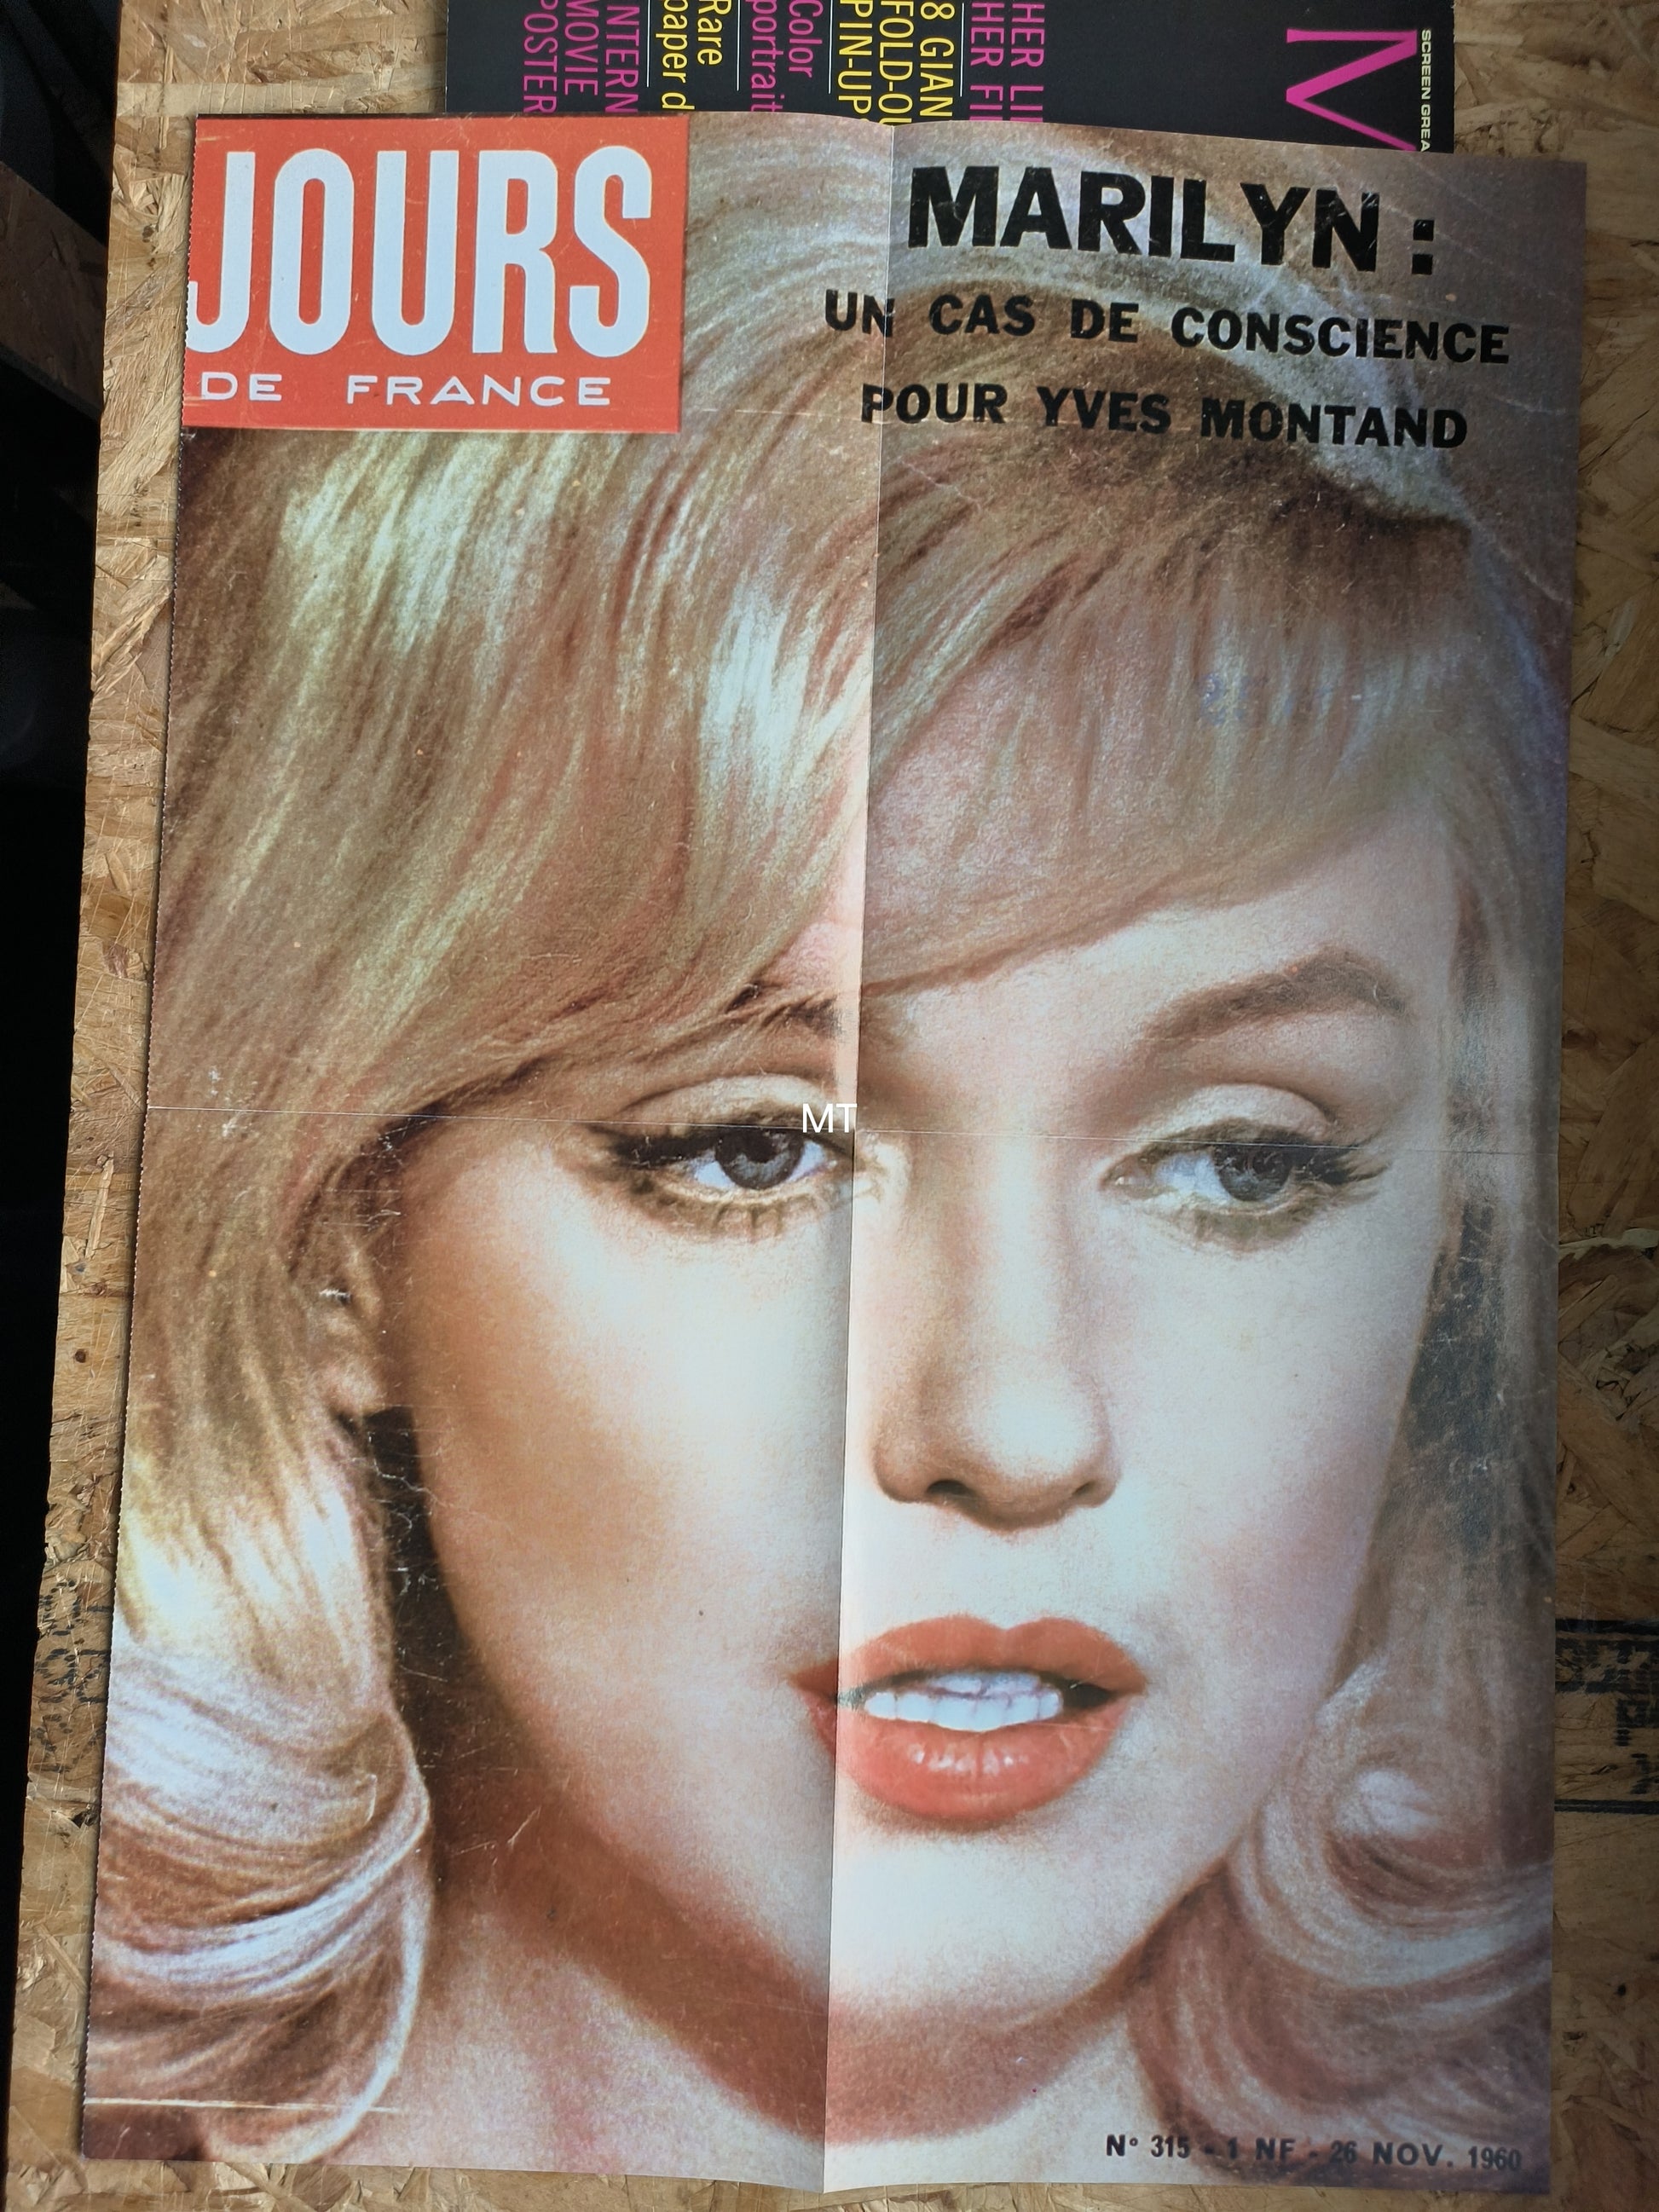 SCREEN GREA
M
HER LI
HER FI
8 GIAN
FOLD-OU
PIN-UP
Color
portrait
Rare
paper d
INTERN
MOVIE
POSTER
JOURS
DE FRANCE
MARILYN :
UN CAS DE CONSCIENCE
POUR YVES MONTAND
MT
N° 315 - 1 NF - 26 NOV. 1960